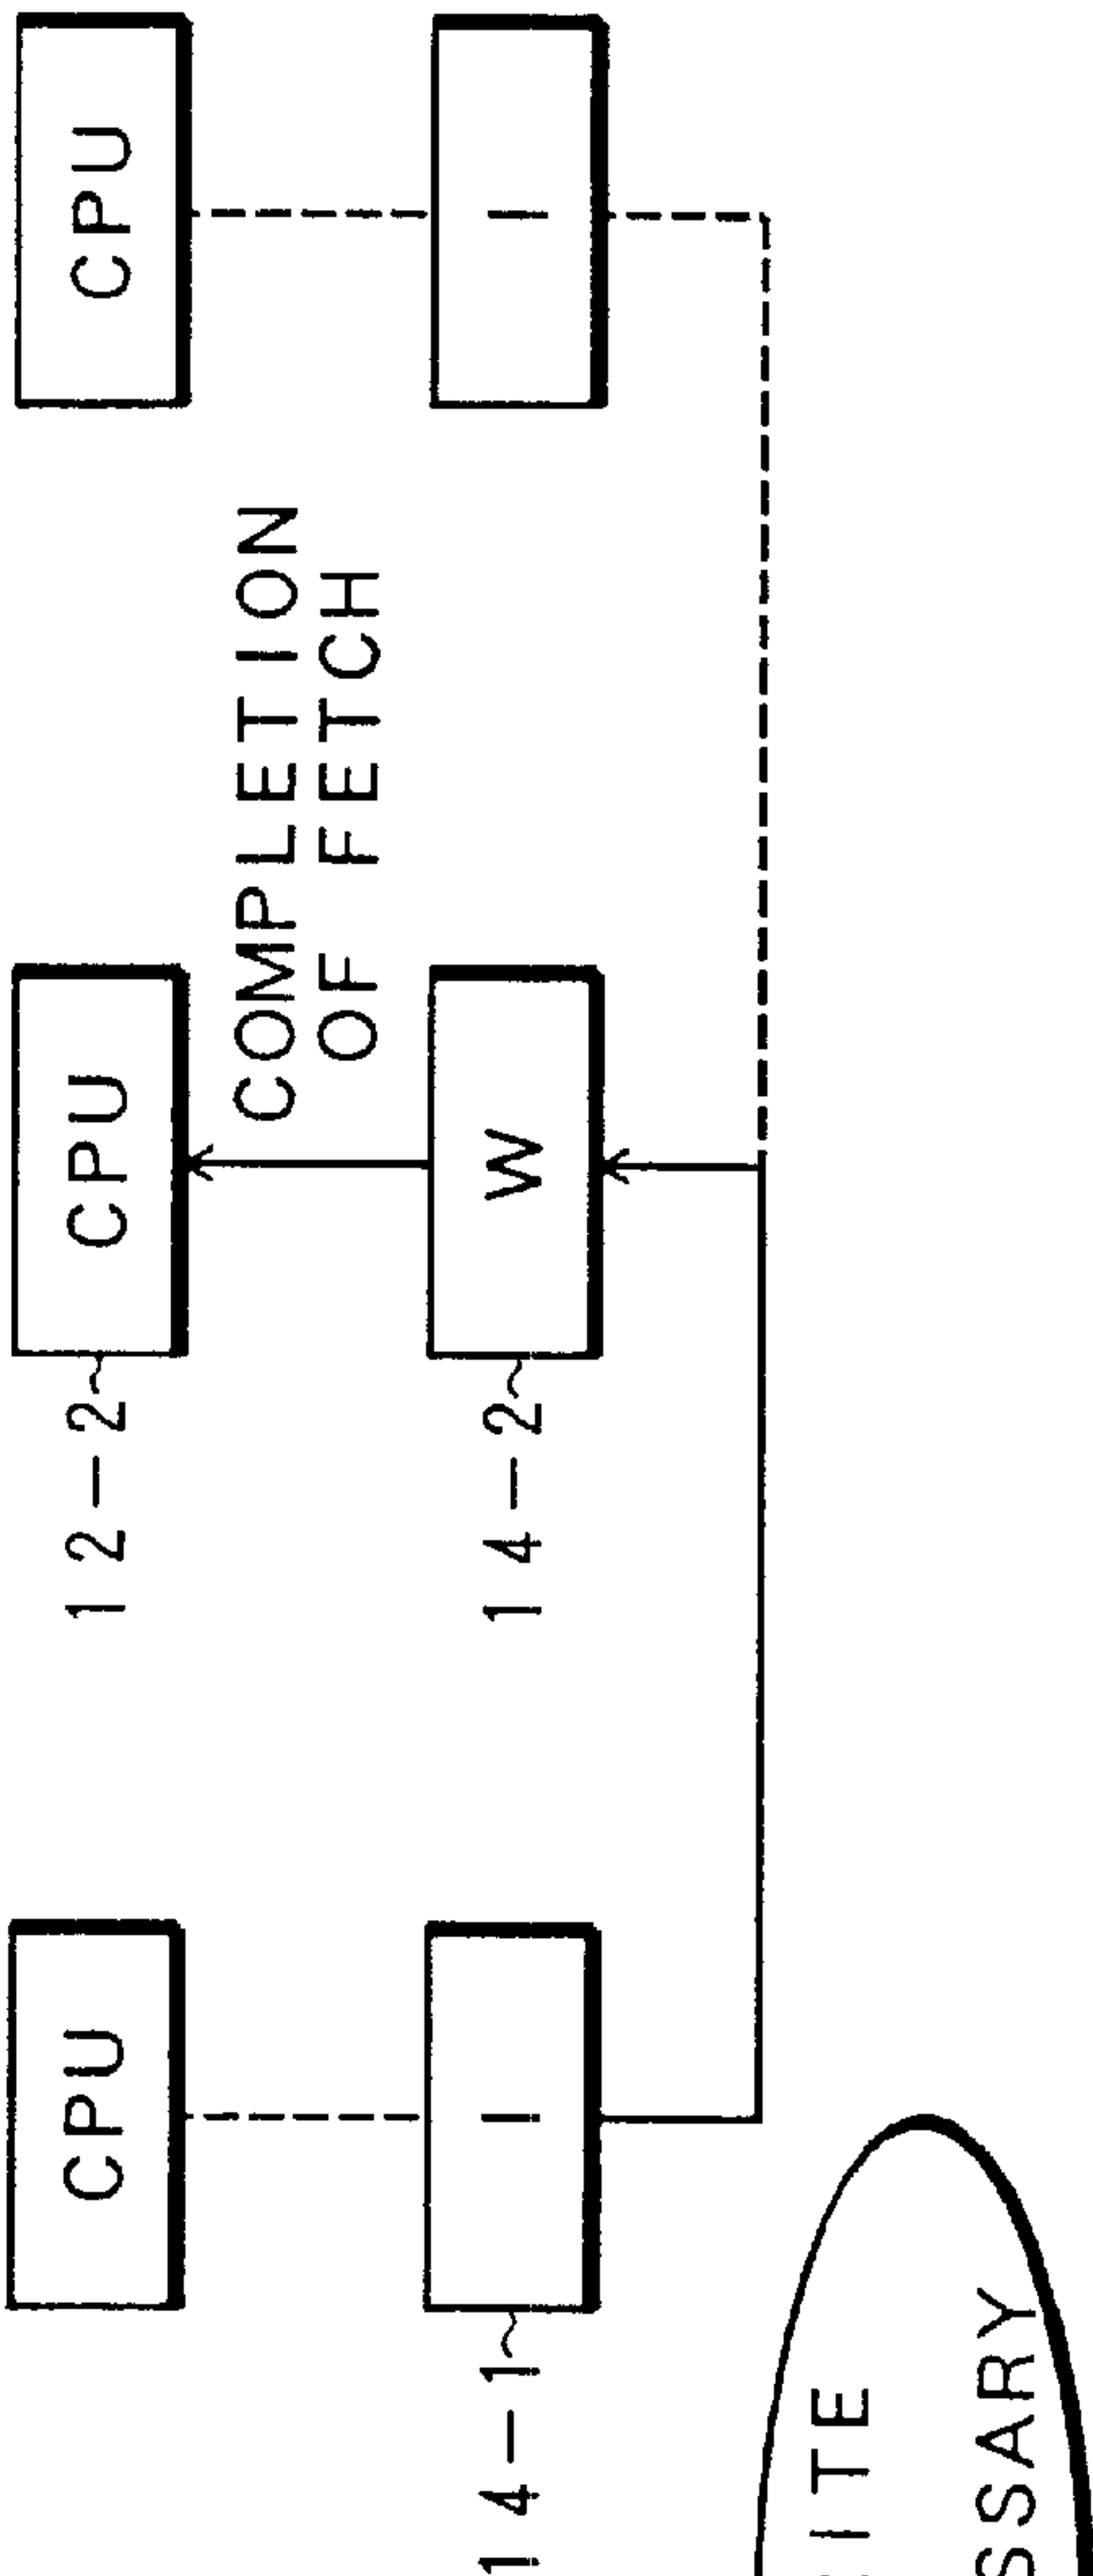 CPU
CPU
CPU
12-2
COMPLETION
OF FETCH
I
W
I
14-1
14-2